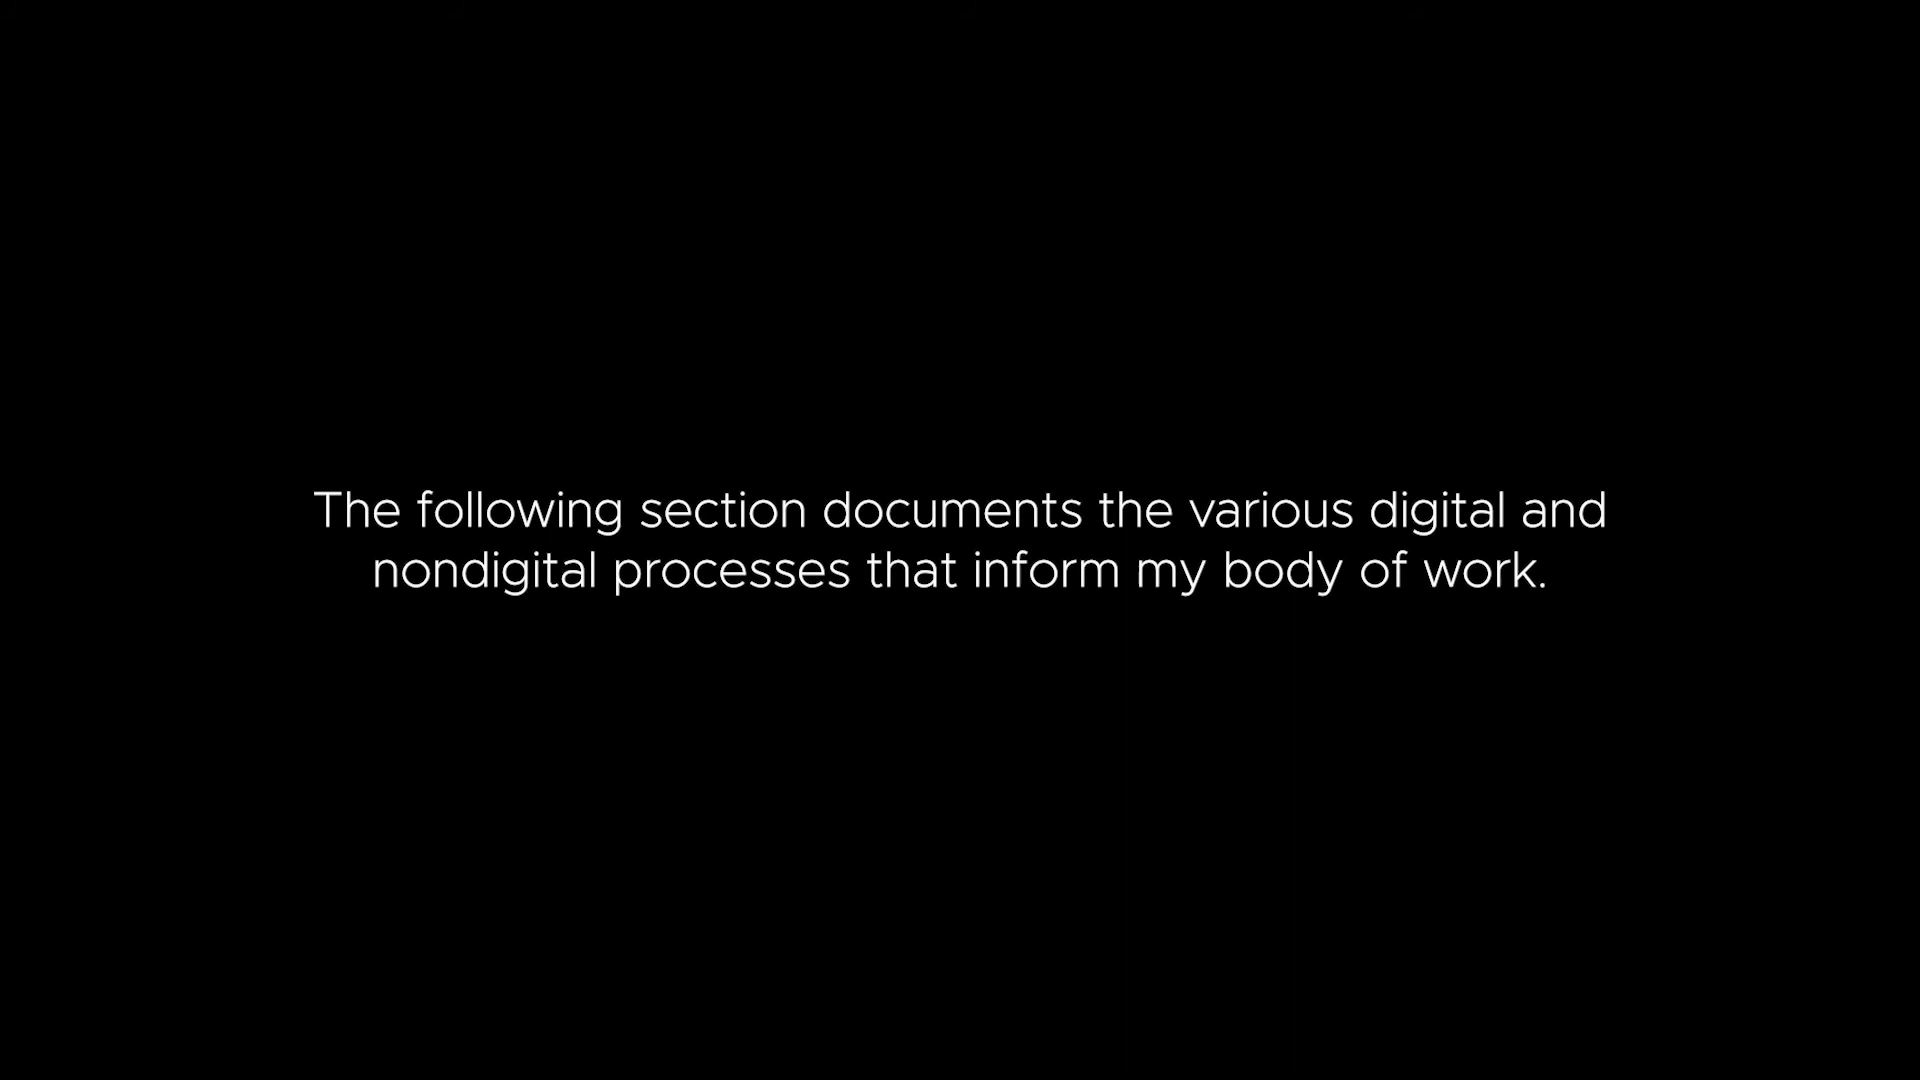 The following section documents the various digital and
nondigital processes that inform my body of work.